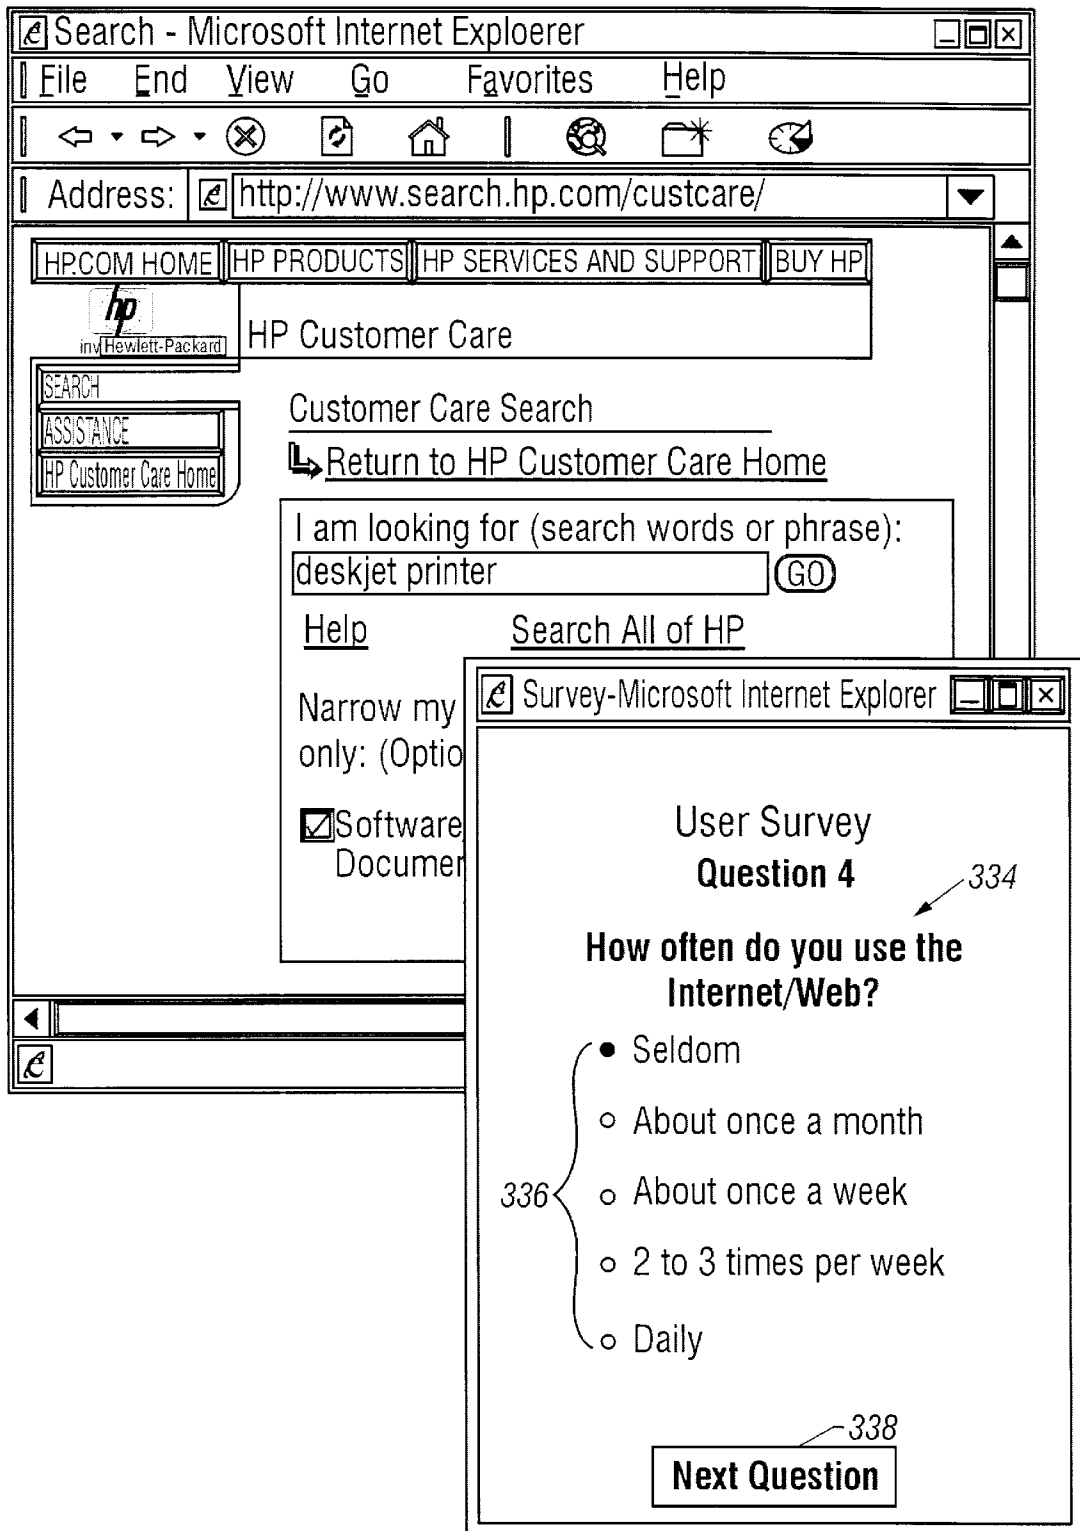 Search - Microsoft Internet Exploerer
File End View Go Favorites Help
Address: http://www.search.hp.com/custcare/
HP.COM HOME HP PRODUCTS HP SERVICES AND SUPPORT BUY HP
hp
inv Hewlett-Packard
HP Customer Care
SEARCH
ASSISTANCE
HP Customer Care Home
Customer Care Search
Return to HP Customer Care Home
I am looking for (search words or phrase):
deskjet printer GO
Help Search All of HP
Narrow my
only: (Optio
Software,
Documen
Survey-Microsoft Internet Explorer
User Survey
Question 4
334
How often do you use the
Internet/Web?
336
Seldom
About once a month
About once a week
2 to 3 times per week
Daily
338
Next Question